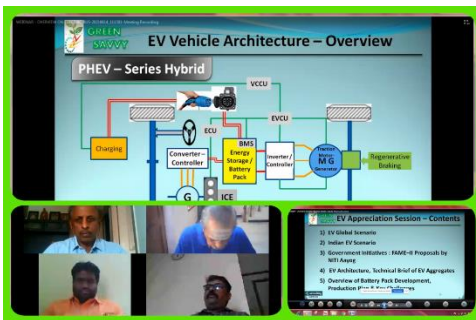 GREEN
SAVVY
EV Vehicle Architecture – Overview
PHEV – Series Hybrid
VCCU
ECU
EVCU
Charging
Converter –
Controller
BMS
Energy
Storage /
Battery
Pack
Inverter/
Controller
Traction
Motor
M G
Generator
Regenerative
Braking
G
ICE
EV Appreciation Session – Contents
1) EV Global Scenario
2) Indian EV Scenario
3) Government Initiatives : FAME–II Proposals by
NITI Aayog
4) EV Architecture, Technical Brief of EV Aggregates
5) Overview of Battery Pack Development,